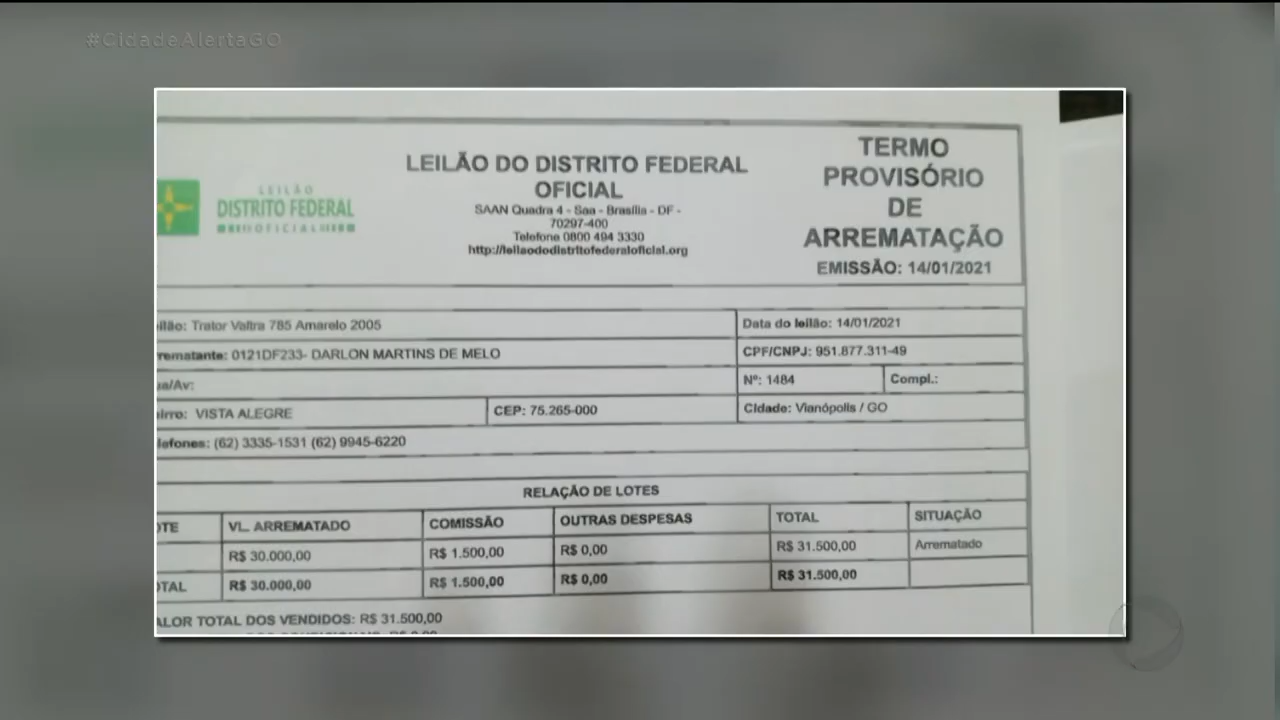 #CidadeAlertaGO
LEILÃO
DISTRITO FEDERAL
OFICIAL
LEILÃO DO DISTRITO FEDERAL
OFICIAL
SAAN Quadra 4 - Saa - Brasília - DF -
70297-400
Telefone 0800 494 3330
http://leilaododistritofederaloficial.org
TERMO
PROVISÓRIO
DE
ARREMATAÇÃO
EMISSÃO: 14/01/2021
ilão: Trator Valtra 785 Amarelo 2005
Data do leilão: 14/01/2021
rematante: 0121DF233- DARLON MARTINS DE MELO
CPF/CNPJ: 951.877.311-49
ua/Av:
Nº: 1484
Compl.:
irro: VISTA ALEGRE
CEP: 75.265-000
Cidade: Vianópolis / GO
lefones: (62) 3335-1531 (62) 9945-6220
RELAÇÃO DE LOTES
OTE VL. ARREMATADO COMISSÃO OUTRAS DESPESAS TOTAL SITUAÇÃO
R$ 30.000,00 R$ 1.500,00 R$ 0,00 R$ 31.500,00 Arrematado
OTAL R$ 30.000,00 R$ 1.500,00 R$ 0,00 R$ 31.500,00
ALOR TOTAL DOS VENDIDOS: R$ 31.500,00